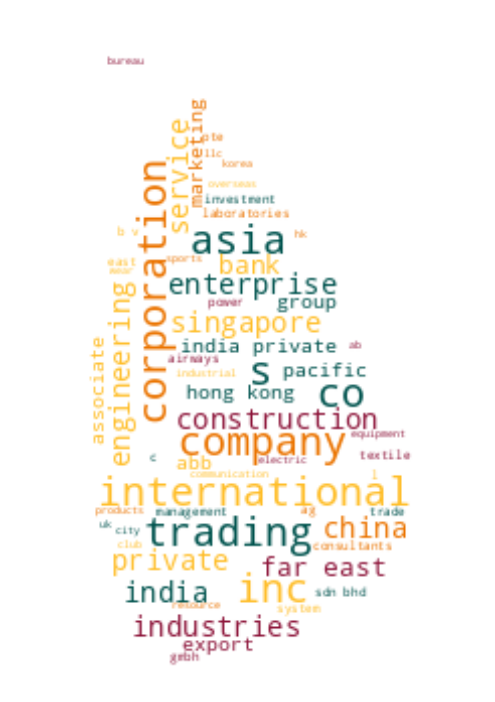 bureau
marketing
service
pte
llc
korea
corporation
overseas
investment
laboratories
b v
asia
hk
east
sports
bank
wear
enterprise
engineering
power
group
singapore
associate
india private
ab
airways
s
pacific
industrial
hong kong
co
construction
company
equipment
c
abb
electric
textile
communication
l
international
products
management
ag
trade
uk
city
trading
china
club
consultants
private
far east
india
inc
sdn bhd
resource
system
industries
export
gmbh